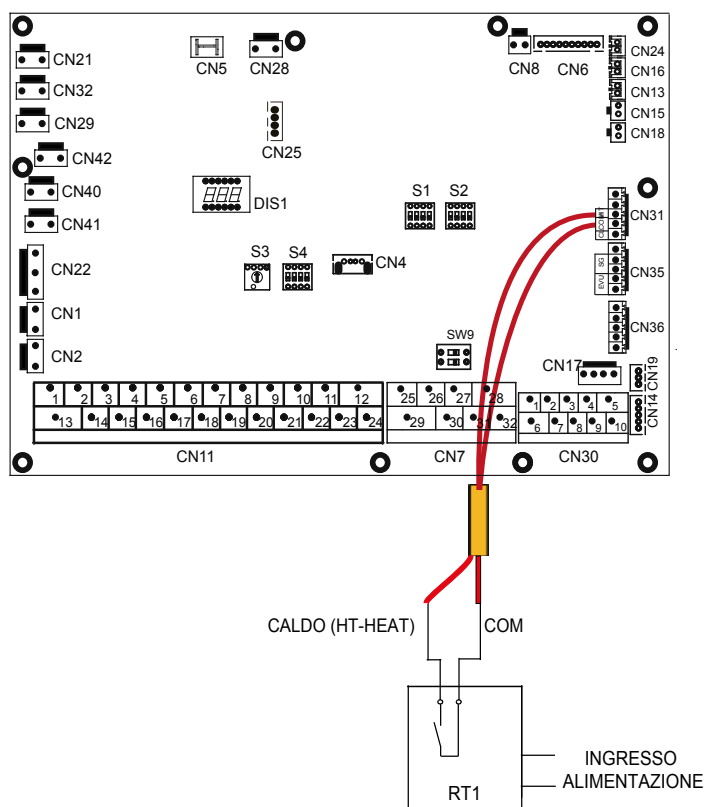 CN21
CN32
CN29
CN42
CN40
CN41
CN22
CN1
CN2
CN5
CN28
CN25
DIS1
S3
S4
CN4
S1
S2
SW9
CN8
CN6
CN24
CN16
CN13
CN15
CN18
CN31
COM
SG
EVU
CN35
CN36
CN17
CN19
CN14
1 2 3 4 5 6 7 8 9 10 11 12
13 14 15 16 17 18 19 20 21 22 23 24
CN11
25 26 27 28
29 30 31 32
CN7
1 2 3 4 5
6 7 8 9 10
CN30
CALDO (HT-HEAT)
COM
RT1
INGRESSO
ALIMENTAZIONE